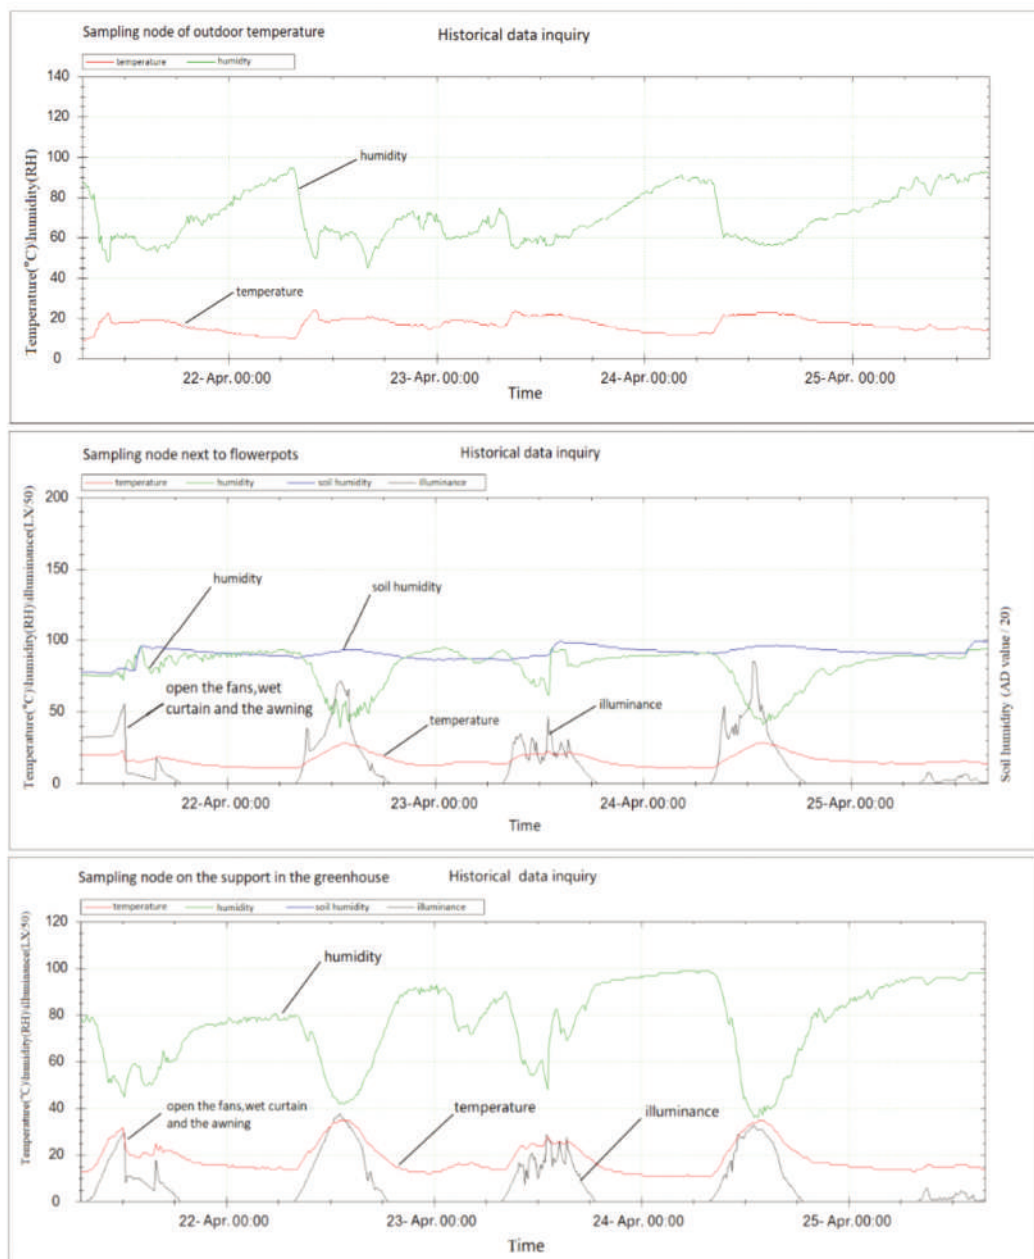 Sampling node of outdoor temperature Historical data inquiry
temperature humidity
140
120
100
80
60
40
20
0
Temperature(°C)\humidity(RH)
humidity
temperature
22-Apr.00:00 23-Apr.00:00 24-Apr.00:00 25-Apr.00:00
Time
Sampling node next to flowerpots Historical data inquiry
temperature humidity soil humidity illuminance
200
150
100
50
0
Temperature(°C)\humidity(RH)\illuminance(LX/50)
Soil humidity (AD value / 20)
humidity
soil humidity
open the fans,wet
curtain and the awning
temperature
illuminance
22-Apr.00:00 23-Apr.00:00 24-Apr.00:00 25-Apr.00:00
Time
Sampling node on the support in the greenhouse Historical data inquiry
temperature humidity soil humidity illuminance
120
100
80
60
40
20
0
Temperature(°C)\humidity(RH)\illuminance(LX/50)
humidity
open the fans,wet curtain
and the awning
temperature
illuminance
22-Apr.00:00 23-Apr.00:00 24-Apr.00:00 25-Apr.00:00
Time